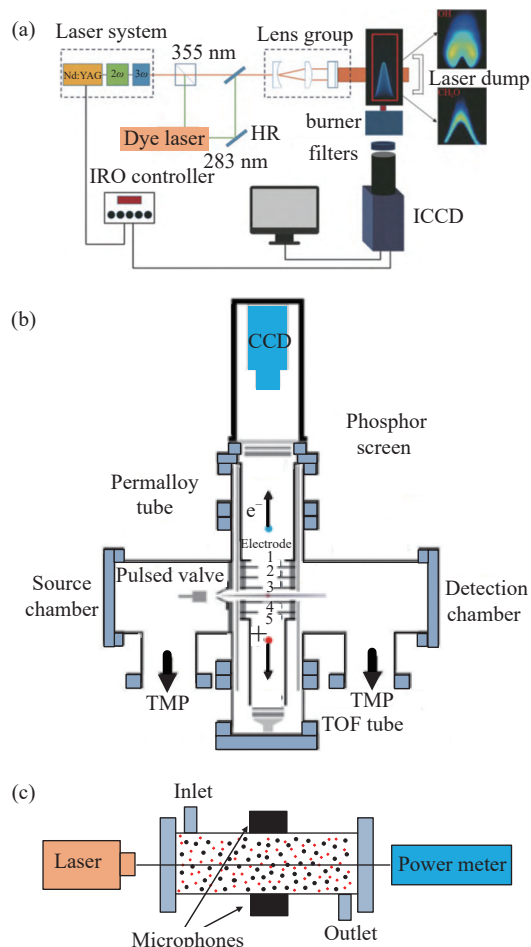 (a)
Laser system
355 nm
Lens group
OH
Nd:YAG
2ω
3ω
Laser dump
burner
CH₂O
Dye laser
HR
filters
283 nm
IRO controller
ICCD
(b)
CCD
Phosphor
screen
Permalloy
tube
e⁻
Electrode
1
2
3
4
5
Source
chamber
Pulsed valve
Detection
chamber
+
TMP
TMP
TOF tube
(c)
Inlet
Laser
Power meter
Microphones
Outlet